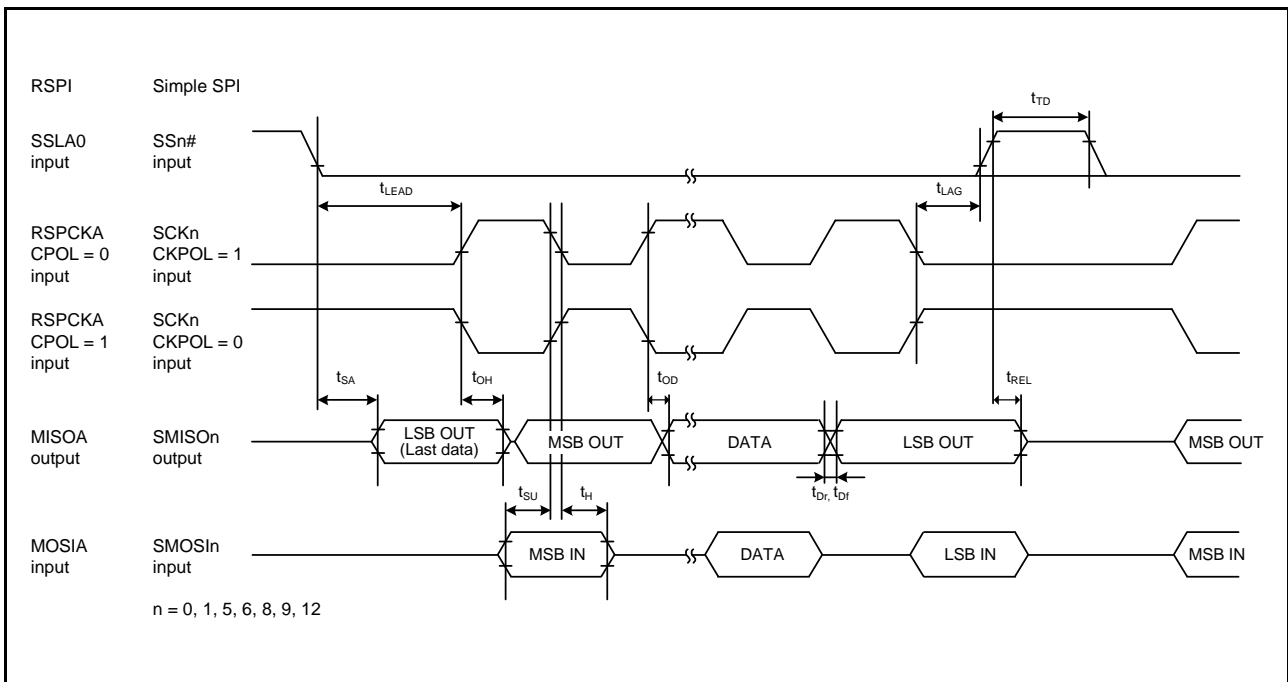 RSPI Simple SPI
tTD
SSLA0 SSn#
input input
tLEAD tLAG
RSPCKA SCKn
CPOL = 0 CKPOL = 1
input input
RSPCKA SCKn
CPOL = 1 CKPOL = 0
input input
tSA tOH tOD tREL
MISOA SMISOn
output output
LSB OUT
(Last data)
MSB OUT DATA LSB OUT MSB OUT
tSU tH tDr, tDf
MOSIA SMOSIn
input input
MSB IN DATA LSB IN MSB IN
n = 0, 1, 5, 6, 8, 9, 12